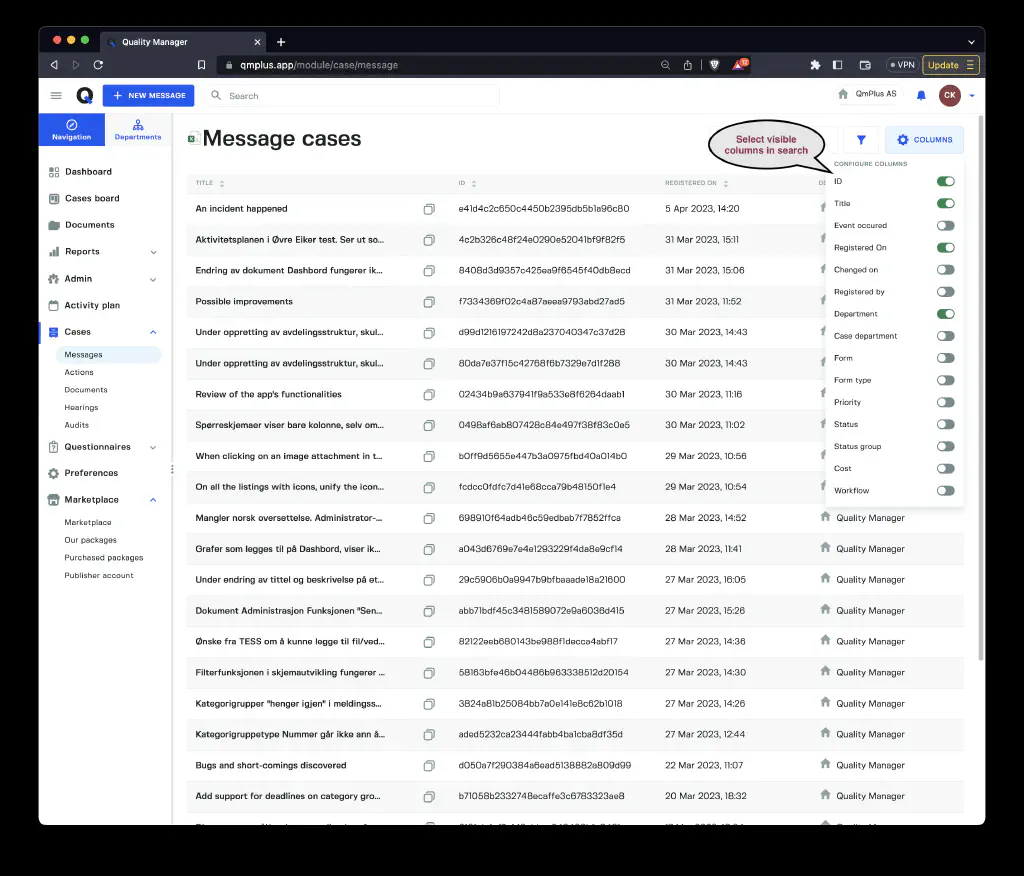 Quality Manager
qmplus.app/module/case/message
12
VPN
Update
NEW MESSAGE
Search
QmPlus AS
CK
Navigation
Departments
Message cases
Select visible
columns in search
COLUMNS
CONFIGURE COLUMNS
ID
Title
Event occured
Registered On
Changed on
Registered by
Department
Case department
Form
Form type
Priority
Status
Status group
Cost
Workflow
Dashboard
Cases board
Documents
Reports
Admin
Activity plan
Cases
Messages
Actions
Documents
Hearings
Audits
Questionnaires
Preferences
Marketplace
Marketplace
Our packages
Purchased packages
Publisher account
TITLE ID REGISTERED ON
An incident happened e41d4c2c650c4450b2395db5b1a96c80 5 Apr 2023, 14:20
Aktivitetsplanen i Øvre Eiker test. Ser ut so... 4c2b326c48f24e0290e52041bf9f82f5 31 Mar 2023, 15:11
Endring av dokument Dashbord fungerer ik... 8408d3d9357c425ea9f6545f40db8ecd 31 Mar 2023, 15:06
Possible improvements f7334369f02c4a87aeea9793abd27ad5 31 Mar 2023, 11:52
Under oppretting av avdelingsstruktur, skul... d99d1216197242d8a237040347c37d28 30 Mar 2023, 14:43
Under oppretting av avdelingsstruktur, skul... 80da7e37f15c42768f6b7329e7d1f288 30 Mar 2023, 14:43
Review of the app's functionalities 02434b9a637941f9a533e8f6264daab1 30 Mar 2023, 11:16
Spørreskjemaer viser bare kolonne, selv om... 0498af6ab807428c84e497f38f83c0e5 30 Mar 2023, 11:02
When clicking on an image attachment in t... b0ff9d5655e447b3a0975fbd40a014b0 29 Mar 2023, 10:56
On all the listings with icons, unify the icon... fcdcc0fdfc7d41e68cca79b48150f1e4 29 Mar 2023, 10:54
Mangler norsk oversettelse. Administrator-... 698910f64adb46c59edbab7f7852ffca 28 Mar 2023, 14:52 Quality Manager
Grafer som legges til på Dashbord, viser ik... a043d6769e7e4e1293229f4da8e9cf14 28 Mar 2023, 11:41 Quality Manager
Under endring av tittel og beskrivelse på et... 29c5906b0a9947b9bfbaaade18a21600 27 Mar 2023, 16:05 Quality Manager
Dokument Administrasjon Funksjonen "Sen... abb71bdf45c3481589072e9a6036d415 27 Mar 2023, 15:26 Quality Manager
Ønske fra TESS om å kunne legge til fil/ved... 82122eeb680143be988f1decca4abf17 27 Mar 2023, 14:36 Quality Manager
Filterfunksjonen i skjemautvikling fungerer ... 58163bfe46b04486b963338512d20154 27 Mar 2023, 14:30 Quality Manager
Kategorigrupper "henger igjen" i meldingss... 3824a81b25084bb7a0e141e8c62b1018 27 Mar 2023, 14:26 Quality Manager
Kategorigruppetype Nummer går ikke ann å... aded5232ca23444fabb4ba1cba8df35d 27 Mar 2023, 12:44 Quality Manager
Bugs and short-comings discovered d050a7f290384a6ead5138882a809d99 22 Mar 2023, 11:07 Quality Manager
Add support for deadlines on category gro... b71058b2332748ecaffe3c6783323ae8 20 Mar 2023, 18:32 Quality Manager